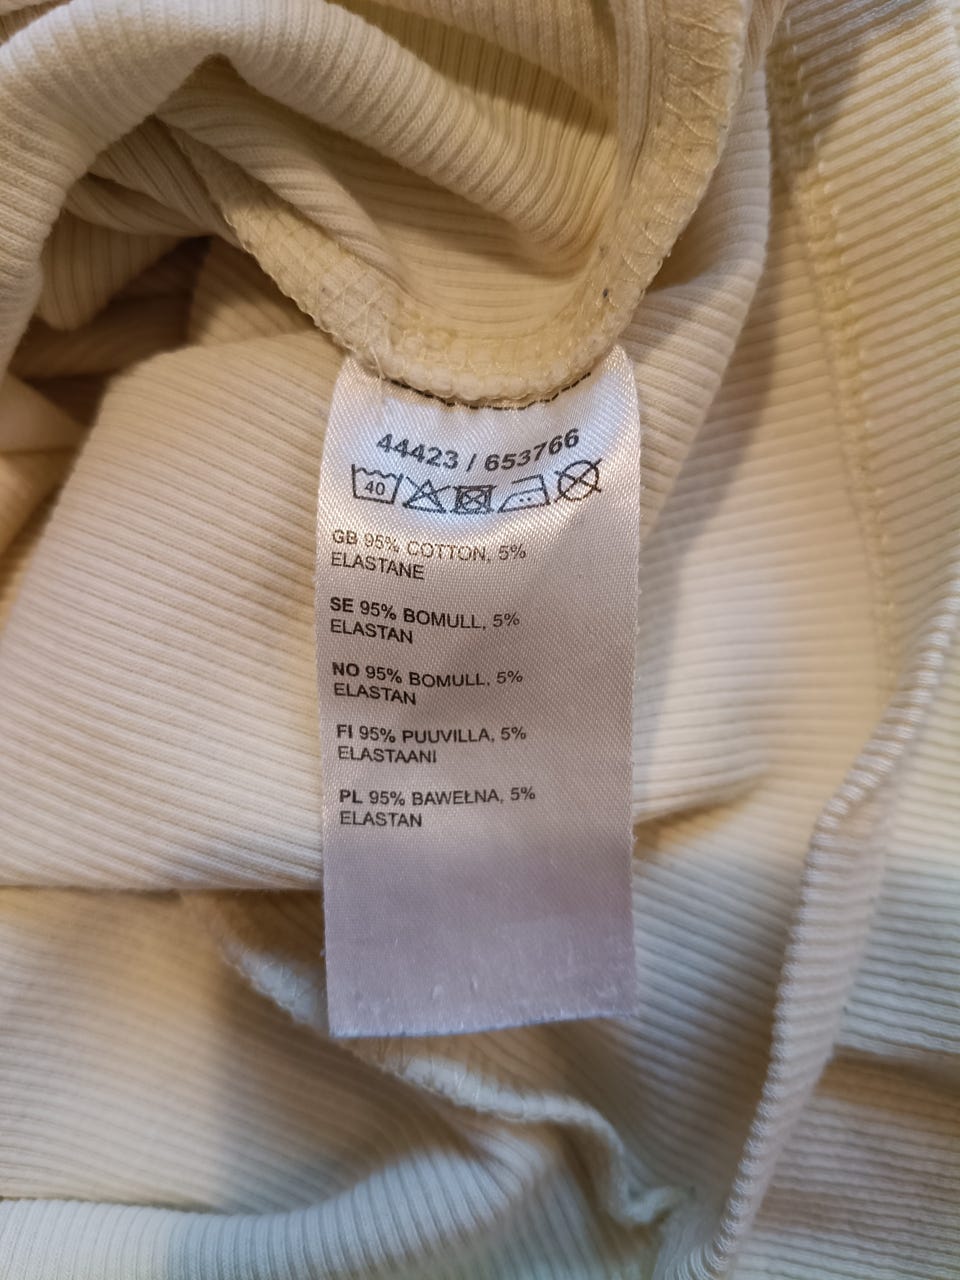 44423 / 653766
40
GB 95% COTTON, 5%
ELASTANE
SE 95% BOMULL, 5%
ELASTAN
NO 95% BOMULL, 5%
ELASTAN
FI 95% PUUVILLA, 5%
ELASTAANI
PL 95% BAWEŁNA, 5%
ELASTAN